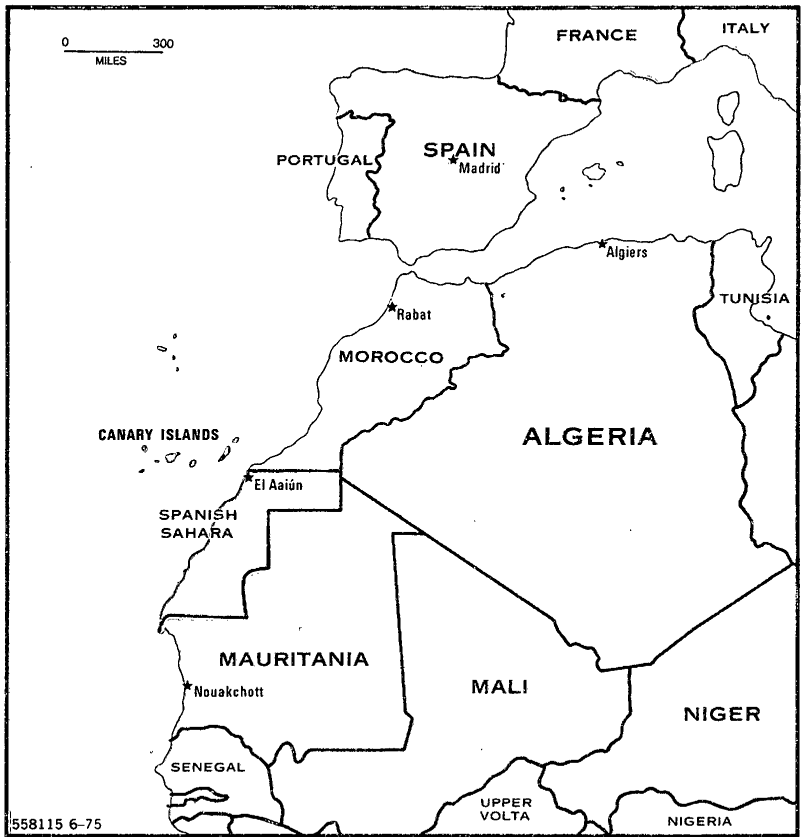 0 300
MILES
FRANCE
ITALY
PORTUGAL
SPAIN
Madrid
Algiers
TUNISIA
Rabat
MOROCCO
CANARY ISLANDS
ALGERIA
El Aaiún
SPANISH
SAHARA
MAURITANIA
Nouakchott
MALI
NIGER
SENEGAL
UPPER
VOLTA
NIGERIA
558115 6-75